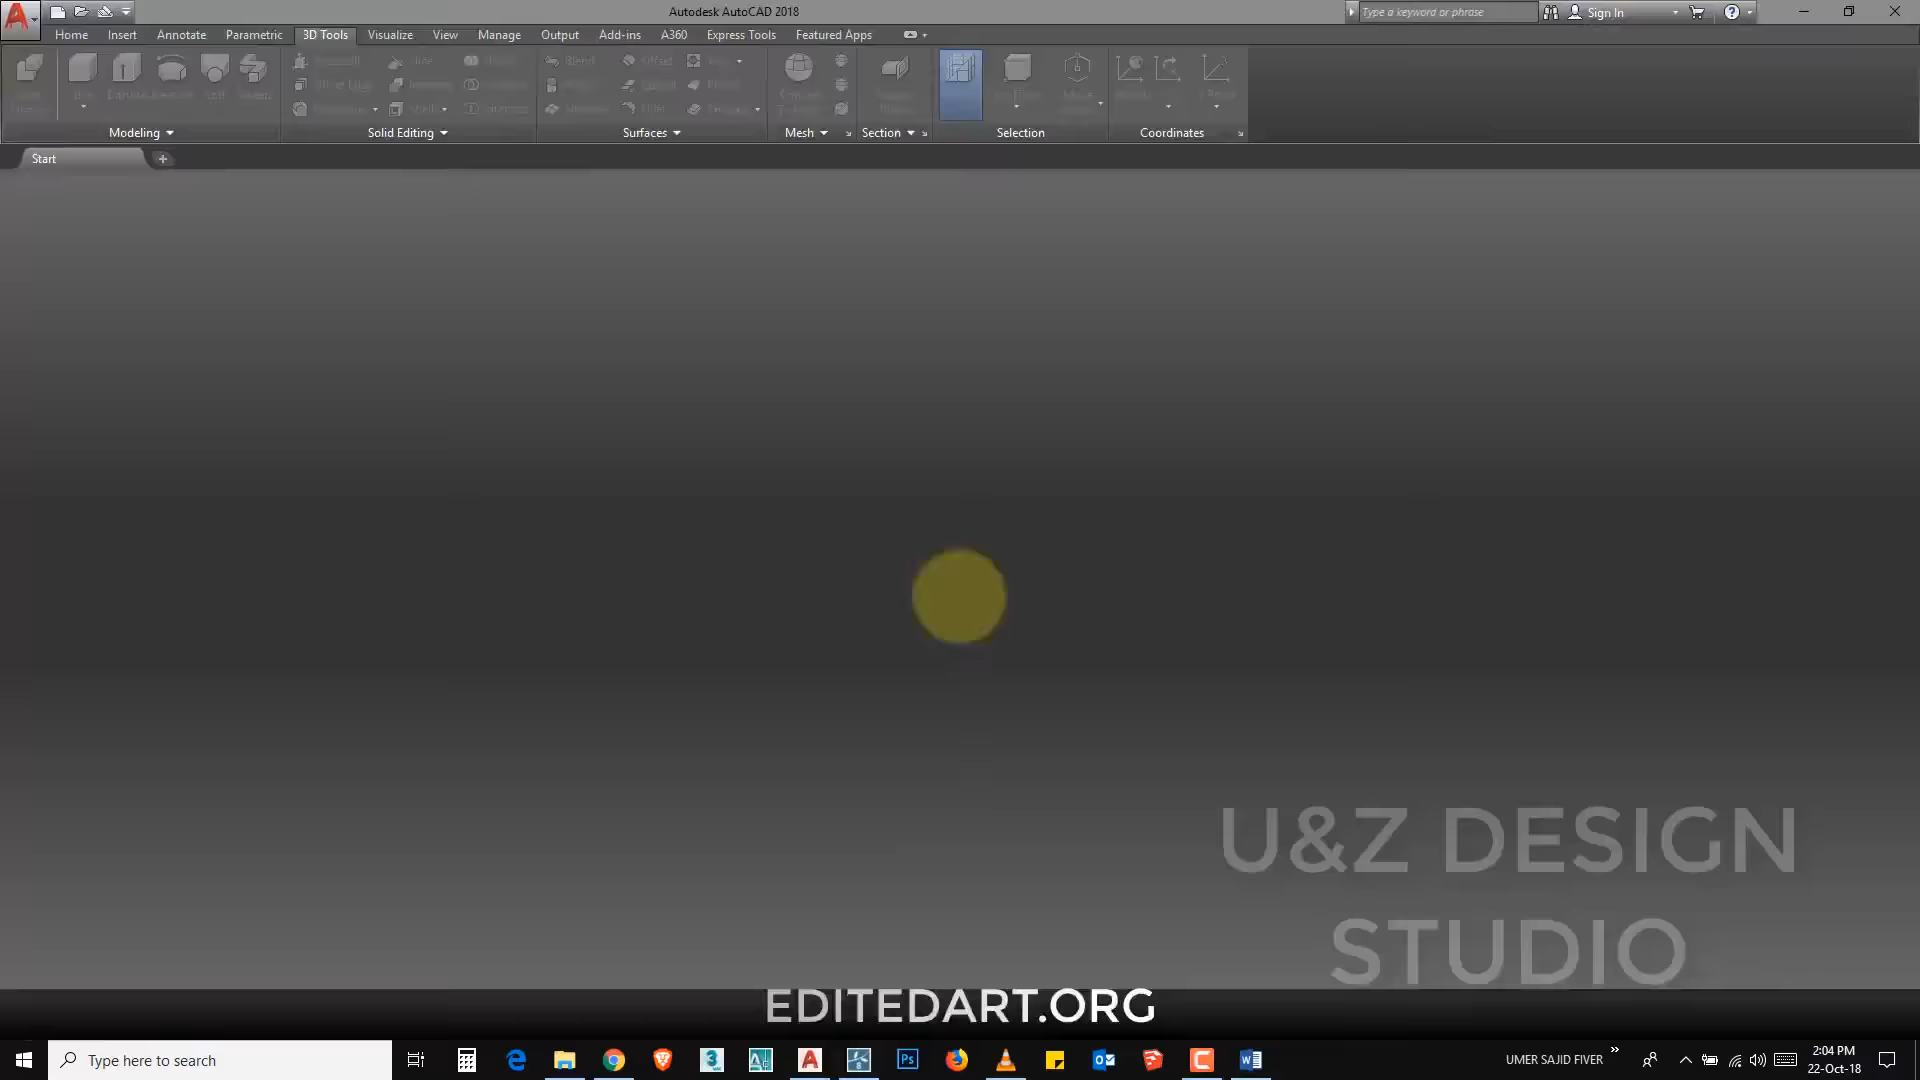 Autodesk AutoCAD 2018
Type a keyword or phrase
Sign In
Home Insert Annotate Parametric 3D Tools Visualize View Manage Output Add-ins A360 Express Tools Featured Apps
Modeling Solid Editing Surfaces Mesh Section Selection Coordinates
Start
U&Z DESIGN
STUDIO
EDITEDART.ORG
Type here to search
UMER SAJID FIVER
2:04 PM
22-Oct-18